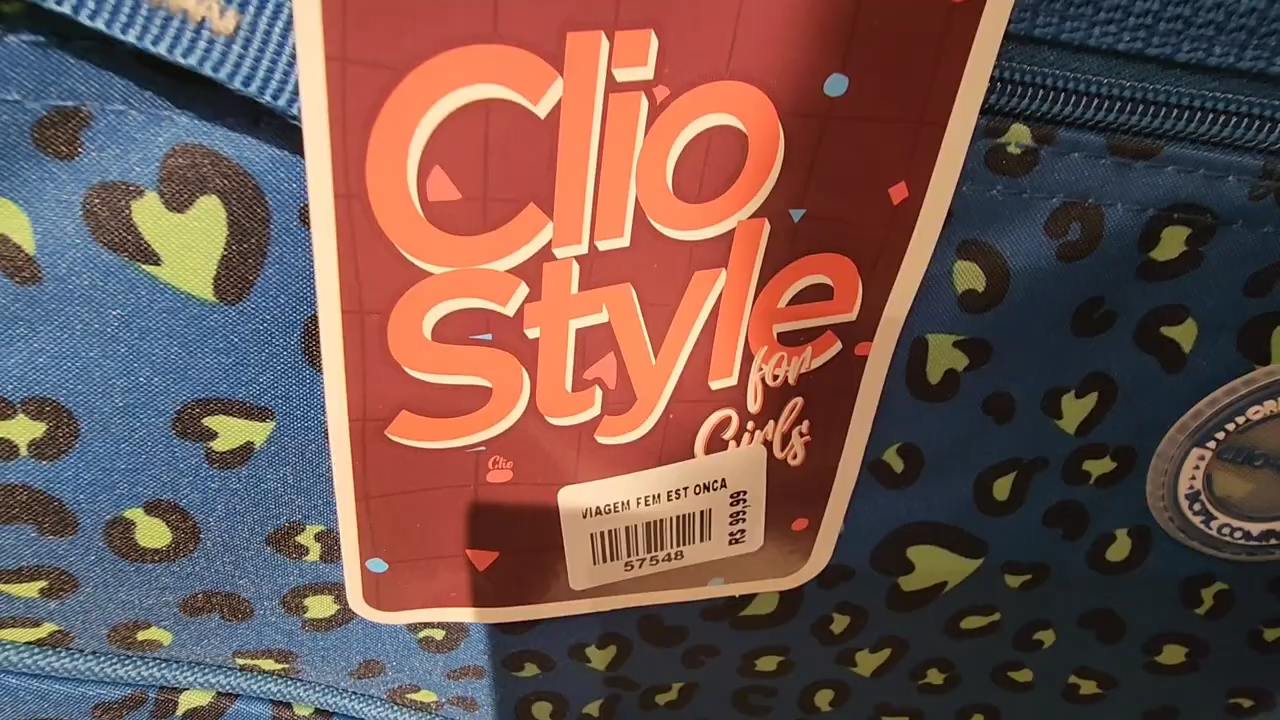 Clio
Style
for
Girls
Clio
VIAGEM FEM EST ONCA
R$ 99,99
57548